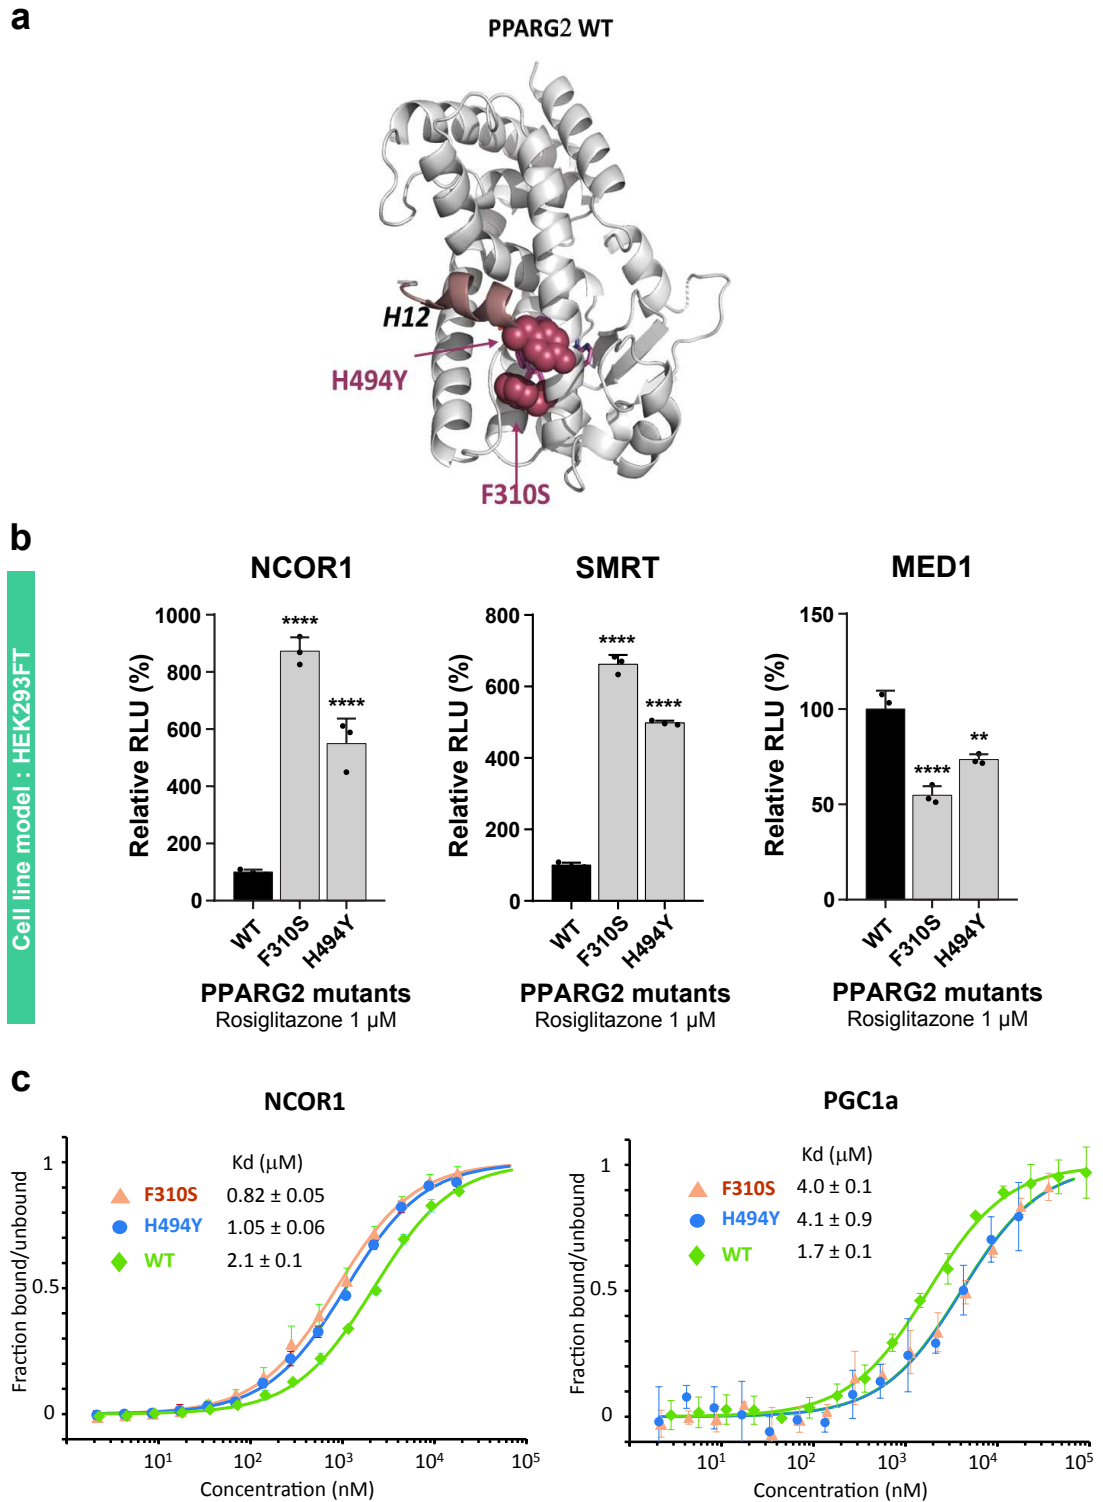 a
PPARG2 WT
H12
H494Y
F310S
b
Cell line model : HEK293FT
NCOR1
Relative RLU (%)
1000
800
600
400
200
0
****
****
WT
F310S
H494Y
PPARG2 mutants
Rosiglitazone 1 µM
SMRT
Relative RLU (%)
800
600
400
200
0
****
****
WT
F310S
H494Y
PPARG2 mutants
Rosiglitazone 1 µM
MED1
Relative RLU (%)
150
100
50
0
****
**
WT
F310S
H494Y
PPARG2 mutants
Rosiglitazone 1 µM
c
NCOR1
Kd (µM)
F310S 0.82 ± 0.05
H494Y 1.05 ± 0.06
WT 2.1 ± 0.1
Fraction bound/unbound
1
0.5
0
10¹ 10² 10³ 10⁴ 10⁵
Concentration (nM)
PGC1a
Kd (µM)
F310S 4.0 ± 0.1
H494Y 4.1 ± 0.9
WT 1.7 ± 0.1
Fraction bound/unbound
1
0.5
0
10¹ 10² 10³ 10⁴ 10⁵
Concentration (nM)